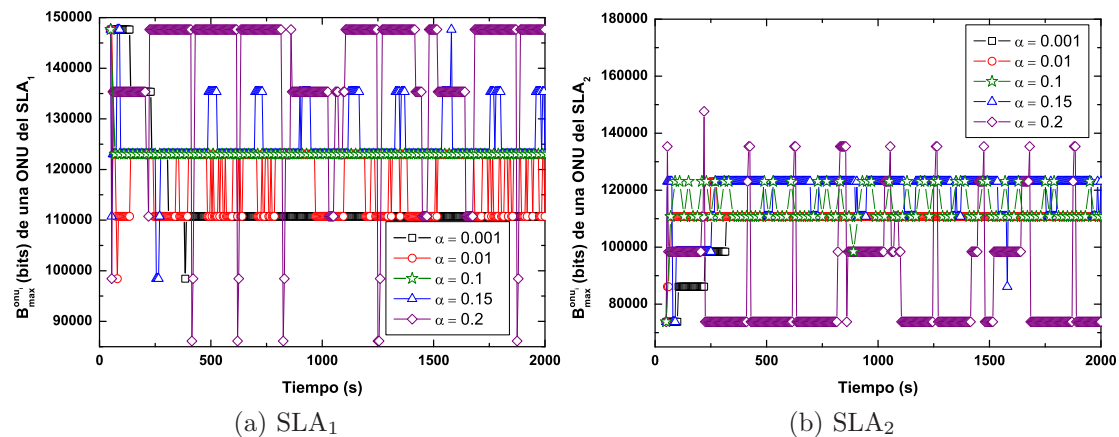 150000
140000
130000
120000
110000
100000
90000
B_max^onu_i (bits) de una ONU del SLA_1
α = 0.001
α = 0.01
α = 0.1
α = 0.15
α = 0.2
0
500
1000
1500
2000
Tiempo (s)
(a) SLA_1
180000
160000
140000
120000
100000
80000
B_max^onu_i (bits) de una ONU del SLA_2
α = 0.001
α = 0.01
α = 0.1
α = 0.15
α = 0.2
0
500
1000
1500
2000
Tiempo (s)
(b) SLA_2